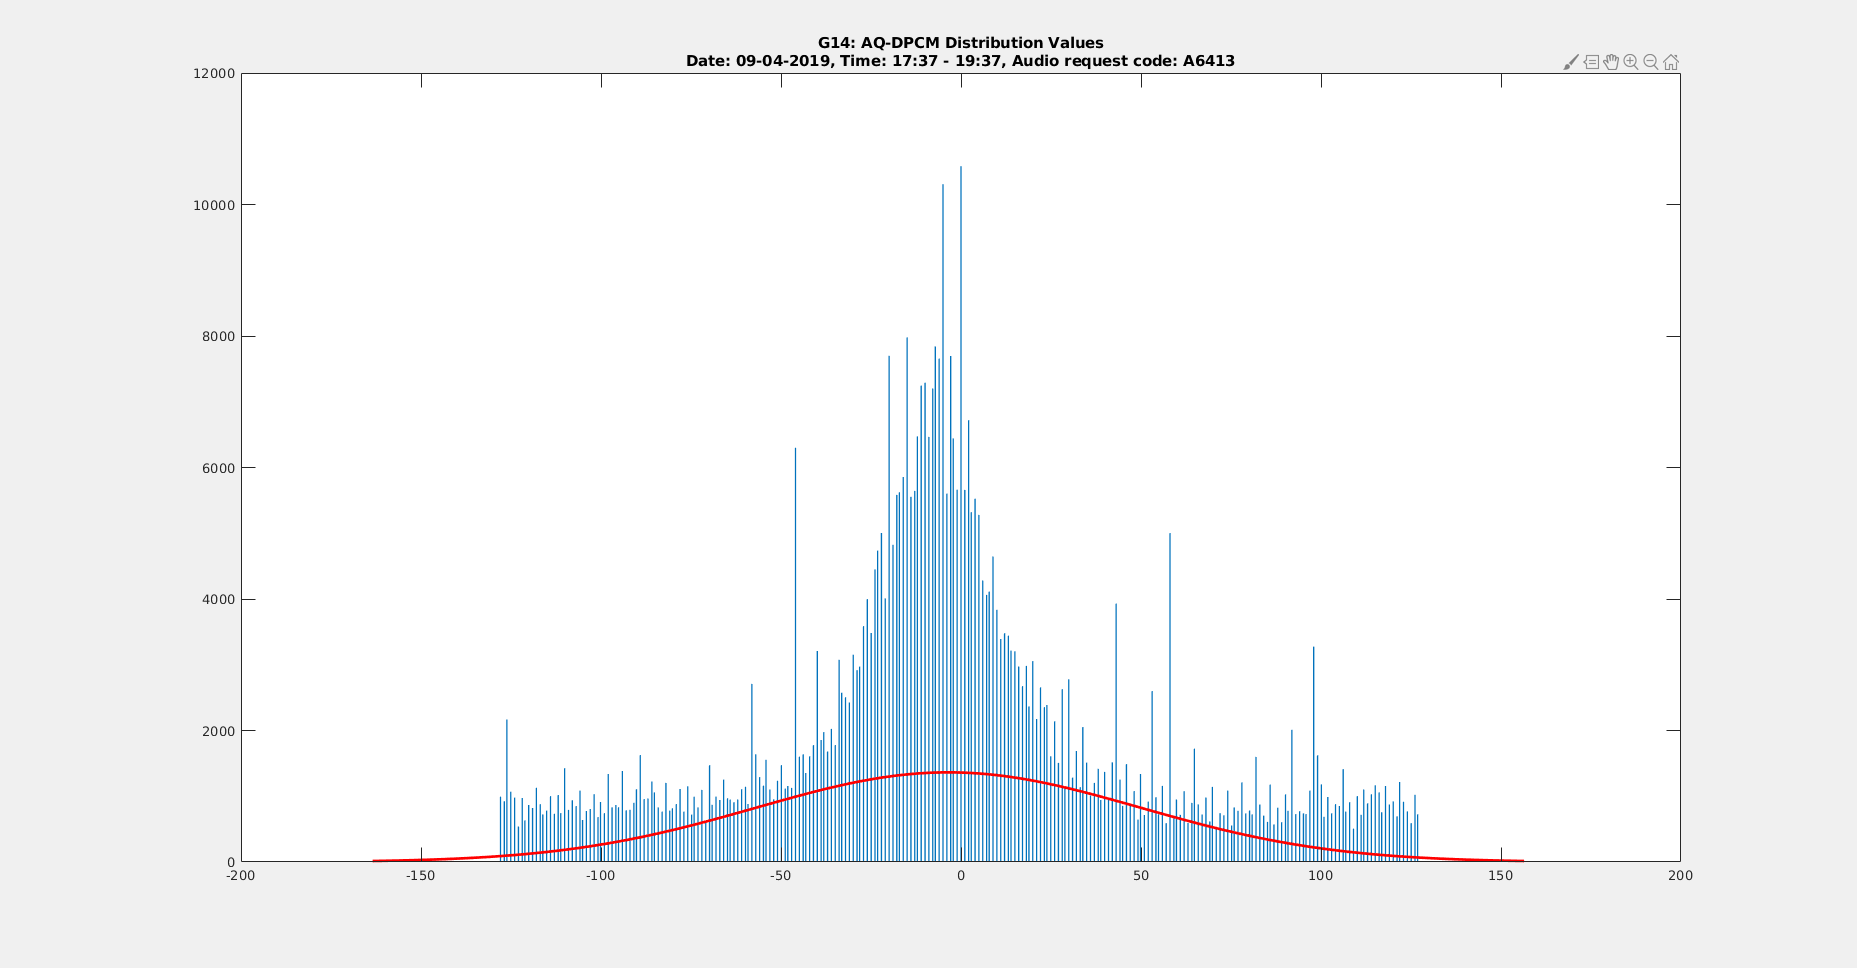 G14: AQ-DPCM Distribution Values
Date: 09-04-2019, Time: 17:37 - 19:37, Audio request code: A6413
12000
10000
8000
6000
4000
2000
0
-200 -150 -100 -50 0 50 100 150 200